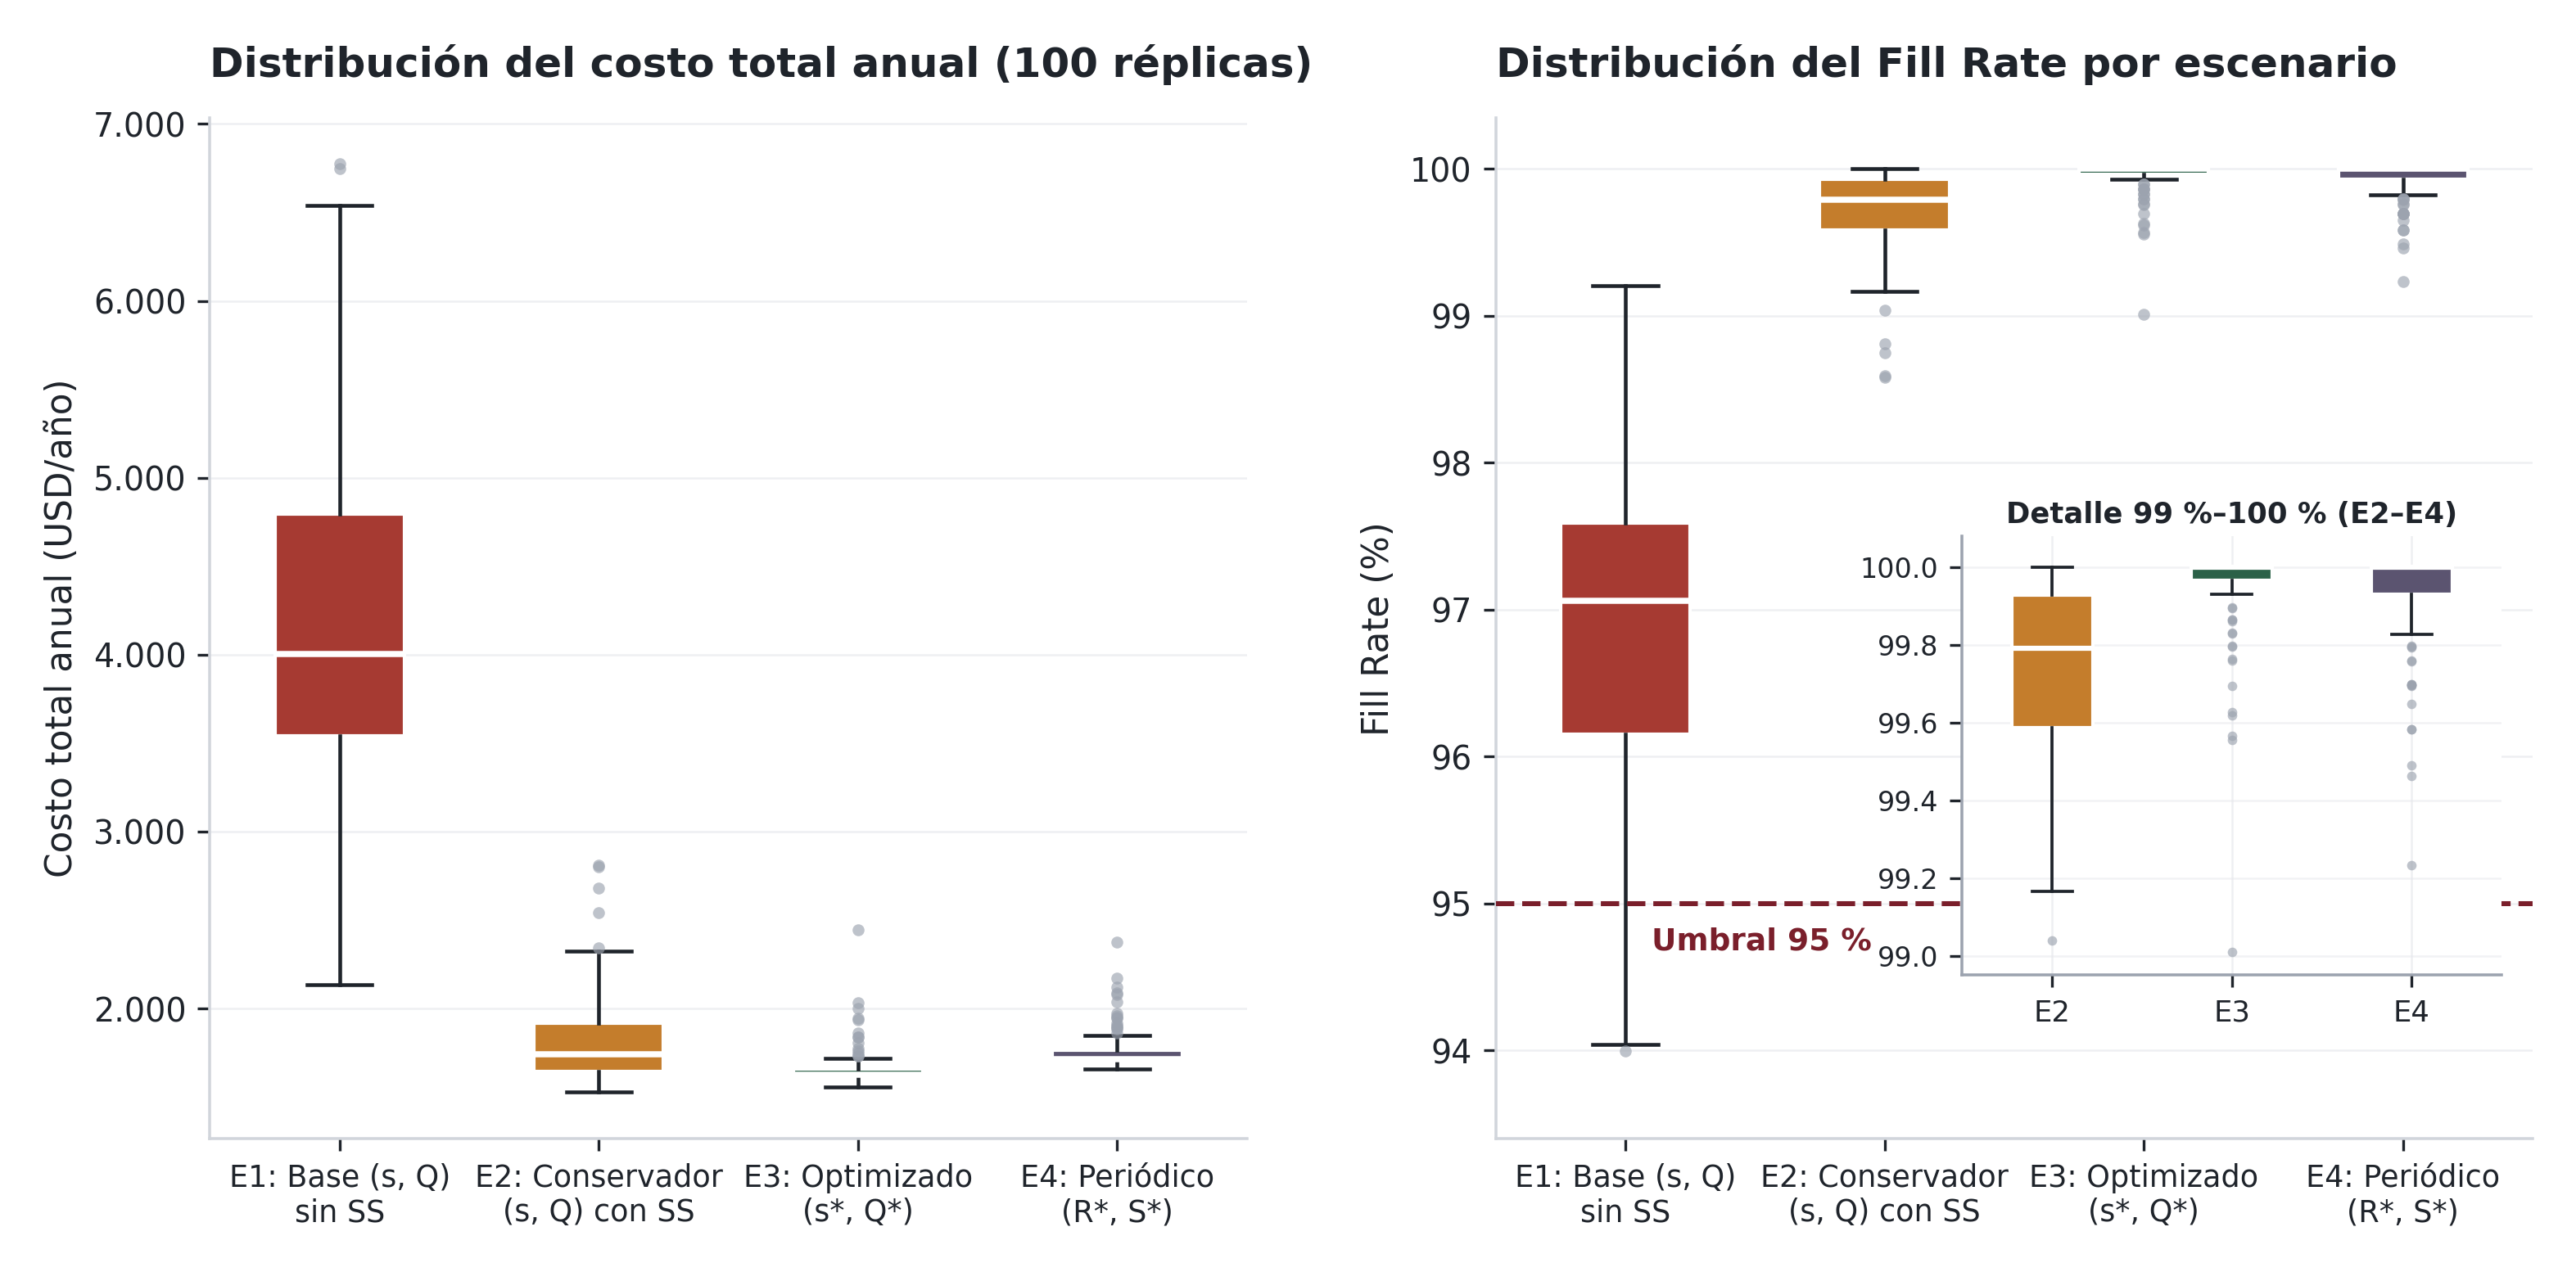 Distribución del costo total anual (100 réplicas)
Costo total anual (USD/año)
7.000
6.000
5.000
4.000
3.000
2.000
E1: Base (s, Q)
sin SS
E2: Conservador
(s, Q) con SS
E3: Optimizado
(s*, Q*)
E4: Periódico
(R*, S*)
Distribución del Fill Rate por escenario
Fill Rate (%)
100
99
98
97
96
95
94
Umbral 95 %
Detalle 99 %–100 % (E2–E4)
100.0
99.8
99.6
99.4
99.2
99.0
E2
E3
E4
E1: Base (s, Q)
sin SS
E2: Conservador
(s, Q) con SS
E3: Optimizado
(s*, Q*)
E4: Periódico
(R*, S*)